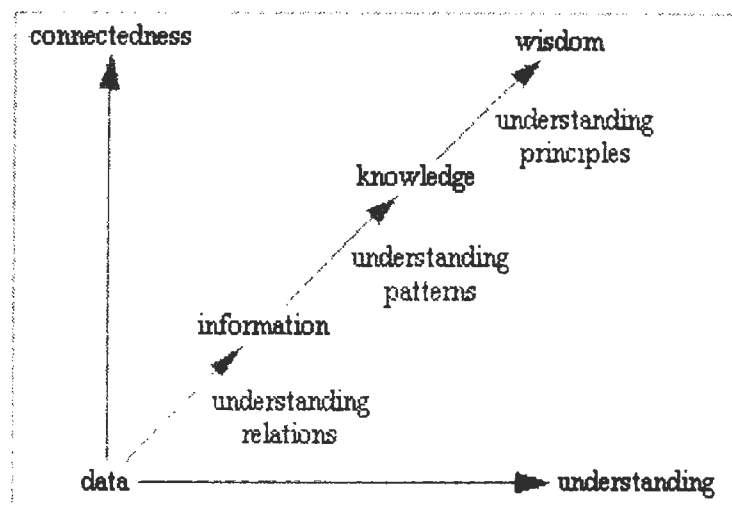 connectedness
wisdom
understanding
principles
knowledge
understanding
patterns
information
understanding
relations
data
understanding